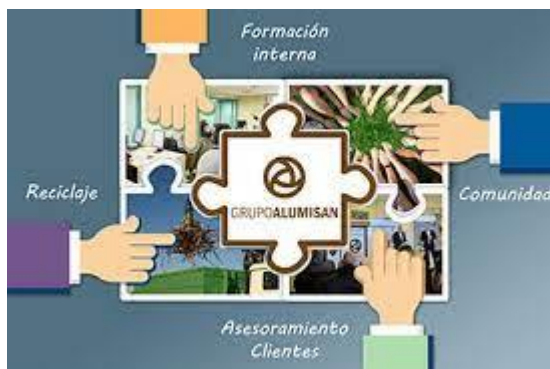 Formación
interna
Reciclaje
GRUPOALUMISAN
Comunidad
Asesoramiento
Clientes